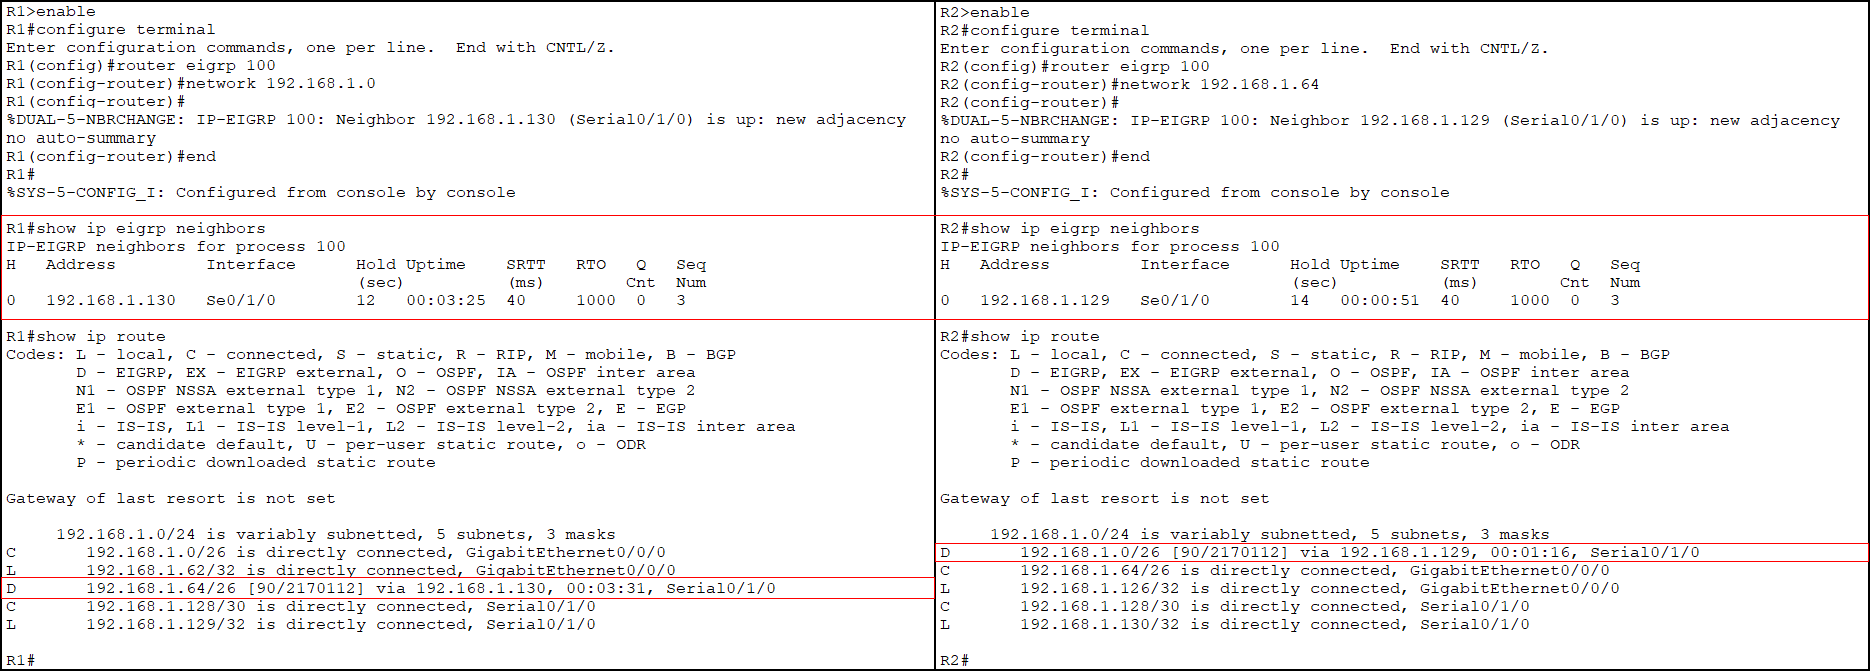 R1>enable
R1#configure terminal
Enter configuration commands, one per line.  End with CNTL/Z.
R1(config)#router eigrp 100
R1(config-router)#network 192.168.1.0
R1(config-router)#
%DUAL-5-NBRCHANGE: IP-EIGRP 100: Neighbor 192.168.1.130 (Serial0/1/0) is up: new adjacency
no auto-summary
R1(config-router)#end
R1#
%SYS-5-CONFIG_I: Configured from console by console
R1#show ip eigrp neighbors
IP-EIGRP neighbors for process 100
H   Address         Interface      Hold Uptime    SRTT   RTO   Q   Seq
                                   (sec)          (ms)        Cnt  Num
0   192.168.1.130   Se0/1/0        12   00:03:25  40     1000  0   3
R1#show ip route
Codes: L - local, C - connected, S - static, R - RIP, M - mobile, B - BGP
       D - EIGRP, EX - EIGRP external, O - OSPF, IA - OSPF inter area
       N1 - OSPF NSSA external type 1, N2 - OSPF NSSA external type 2
       E1 - OSPF external type 1, E2 - OSPF external type 2, E - EGP
       i - IS-IS, L1 - IS-IS level-1, L2 - IS-IS level-2, ia - IS-IS inter area
       * - candidate default, U - per-user static route, o - ODR
       P - periodic downloaded static route
Gateway of last resort is not set
     192.168.1.0/24 is variably subnetted, 5 subnets, 3 masks
C       192.168.1.0/26 is directly connected, GigabitEthernet0/0/0
L       192.168.1.62/32 is directly connected, GigabitEthernet0/0/0
D       192.168.1.64/26 [90/2170112] via 192.168.1.130, 00:03:31, Serial0/1/0
C       192.168.1.128/30 is directly connected, Serial0/1/0
L       192.168.1.129/32 is directly connected, Serial0/1/0
R1#
R2>enable
R2#configure terminal
Enter configuration commands, one per line.  End with CNTL/Z.
R2(config)#router eigrp 100
R2(config-router)#network 192.168.1.64
R2(config-router)#
%DUAL-5-NBRCHANGE: IP-EIGRP 100: Neighbor 192.168.1.129 (Serial0/1/0) is up: new adjacency
no auto-summary
R2(config-router)#end
R2#
%SYS-5-CONFIG_I: Configured from console by console
R2#show ip eigrp neighbors
IP-EIGRP neighbors for process 100
H   Address         Interface      Hold Uptime    SRTT   RTO   Q   Seq
                                   (sec)          (ms)        Cnt  Num
0   192.168.1.129   Se0/1/0        14   00:00:51  40     1000  0   3
R2#show ip route
Codes: L - local, C - connected, S - static, R - RIP, M - mobile, B - BGP
       D - EIGRP, EX - EIGRP external, O - OSPF, IA - OSPF inter area
       N1 - OSPF NSSA external type 1, N2 - OSPF NSSA external type 2
       E1 - OSPF external type 1, E2 - OSPF external type 2, E - EGP
       i - IS-IS, L1 - IS-IS level-1, L2 - IS-IS level-2, ia - IS-IS inter area
       * - candidate default, U - per-user static route, o - ODR
       P - periodic downloaded static route
Gateway of last resort is not set
     192.168.1.0/24 is variably subnetted, 5 subnets, 3 masks
D       192.168.1.0/26 [90/2170112] via 192.168.1.129, 00:01:16, Serial0/1/0
C       192.168.1.64/26 is directly connected, GigabitEthernet0/0/0
L       192.168.1.126/32 is directly connected, GigabitEthernet0/0/0
C       192.168.1.128/30 is directly connected, Serial0/1/0
L       192.168.1.130/32 is directly connected, Serial0/1/0
R2#